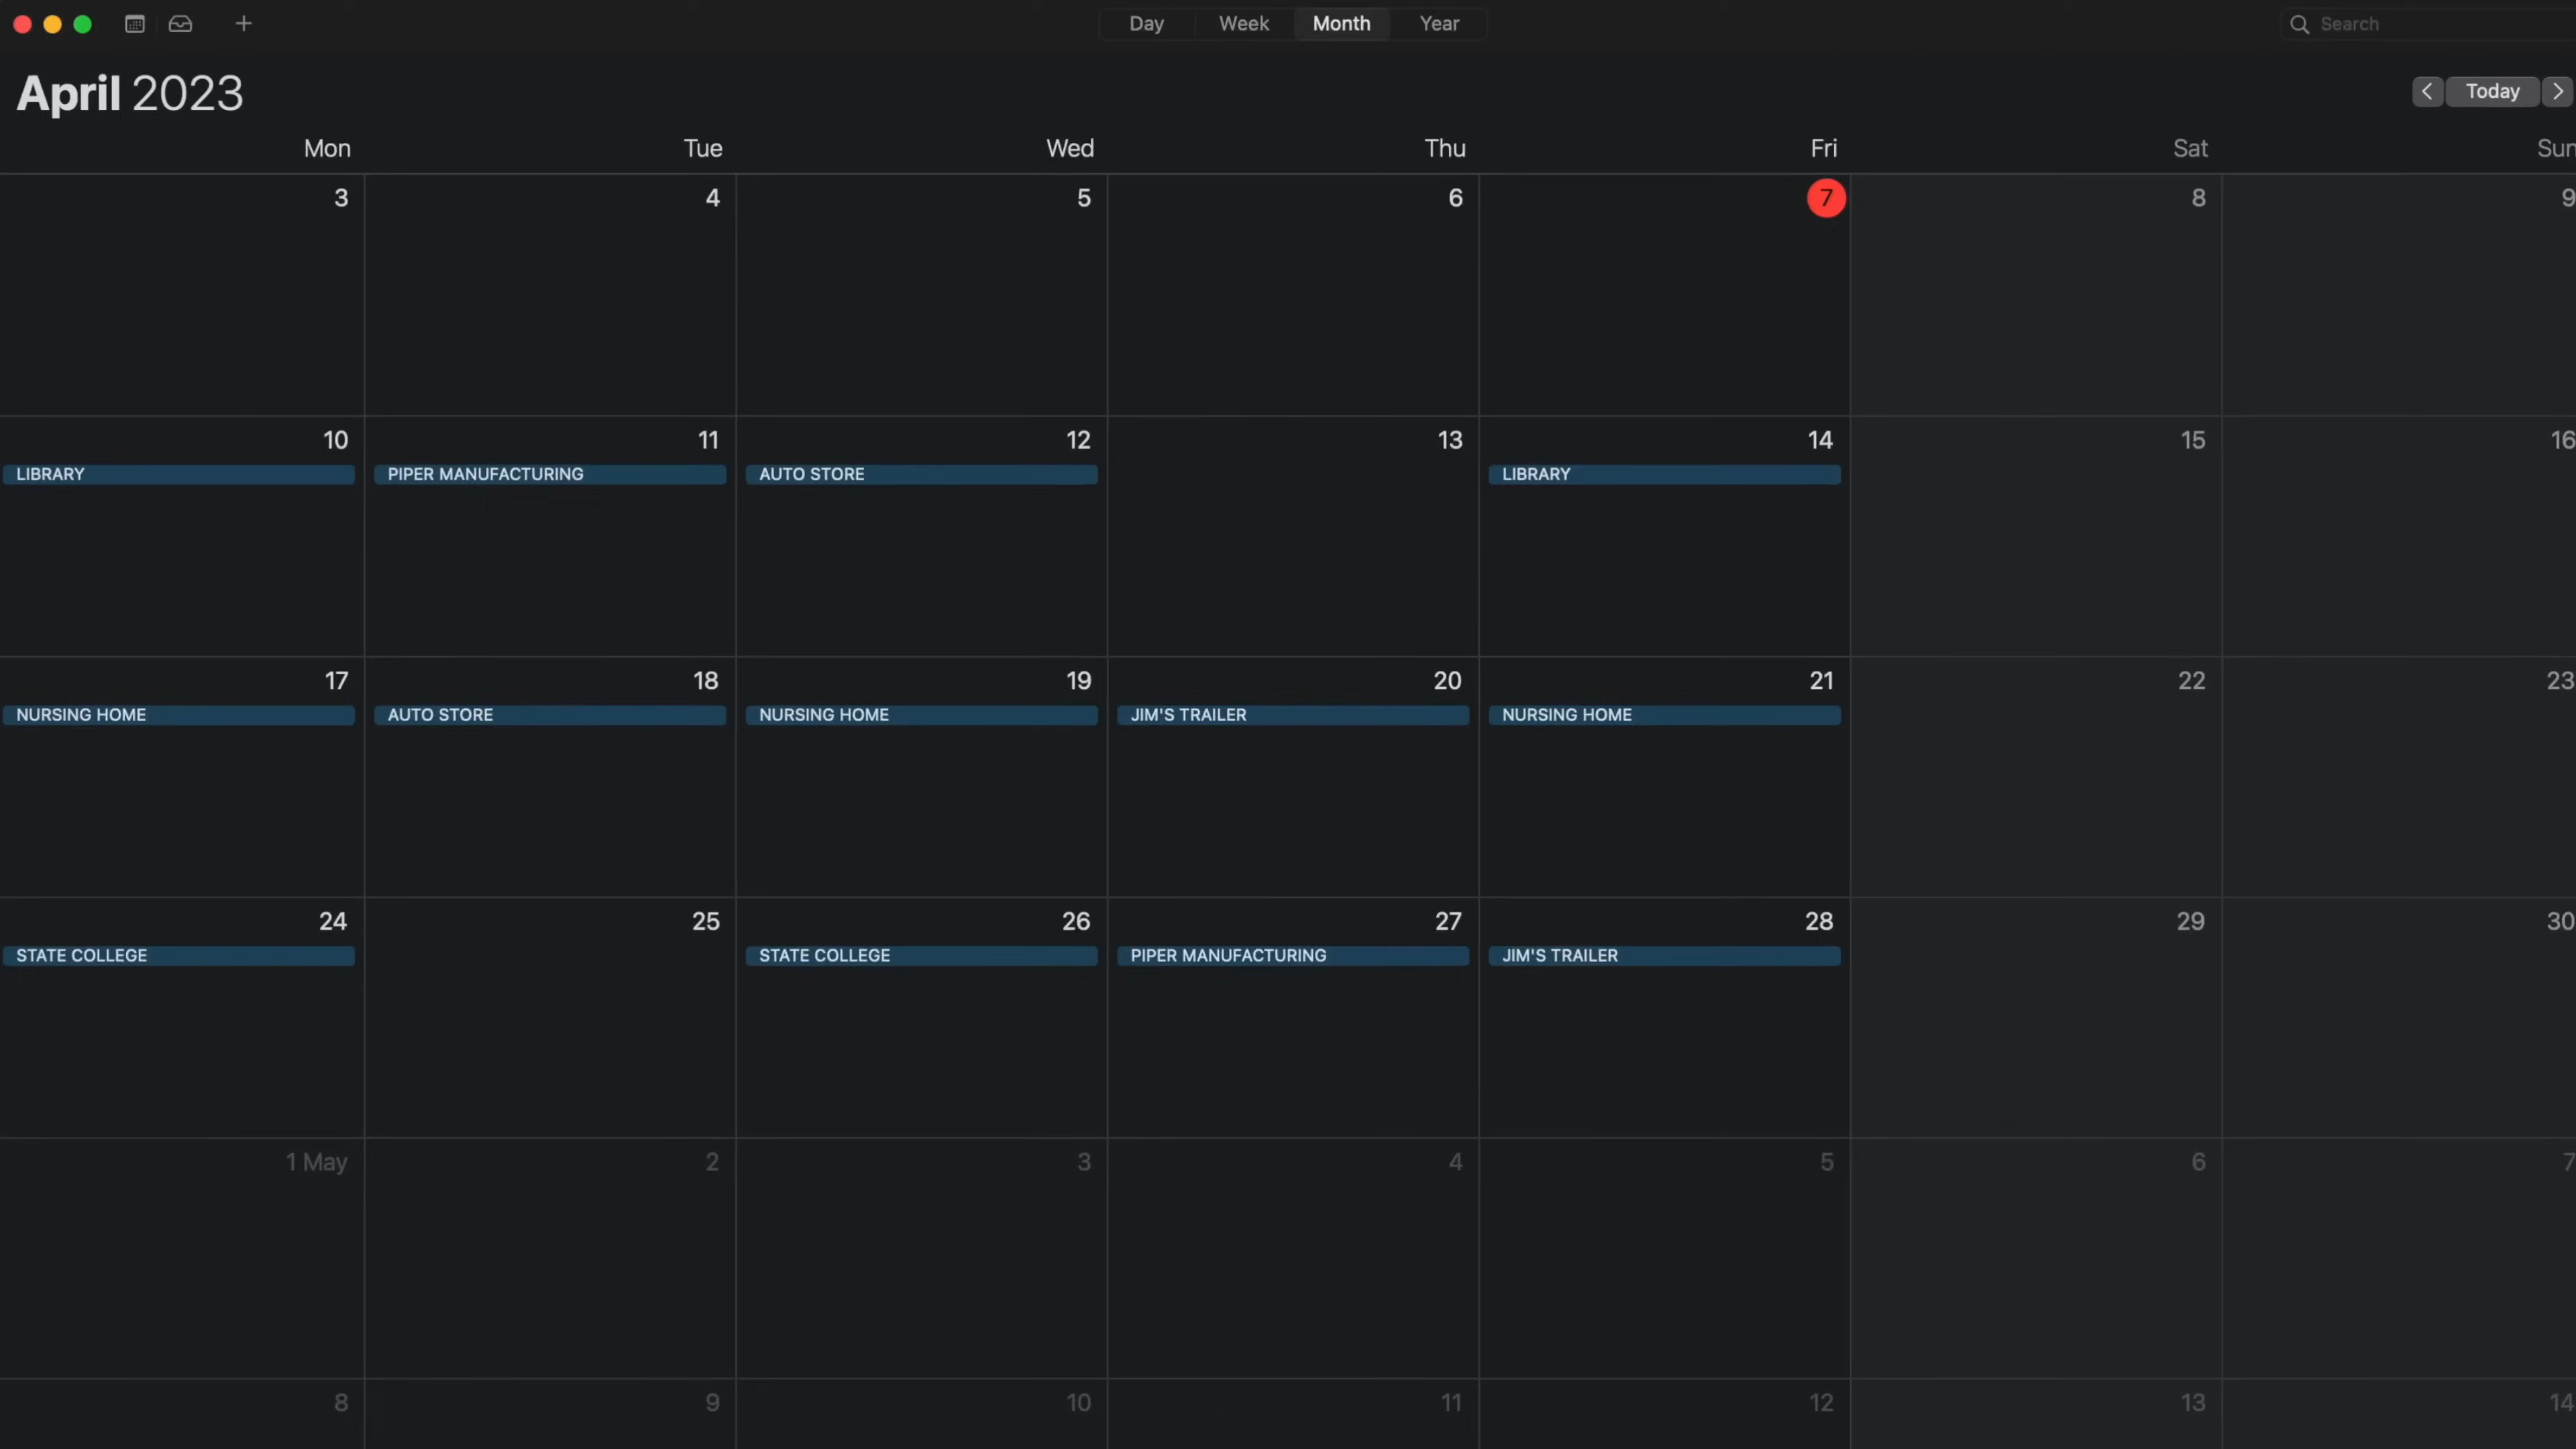 Day Week Month Year Search
April 2023
Today
Mon Tue Wed Thu Fri Sat Sun
3 4 5 6 7 8 9
10 11 12 13 14 15 16
LIBRARY PIPER MANUFACTURING AUTO STORE LIBRARY
17 18 19 20 21 22 23
NURSING HOME AUTO STORE NURSING HOME JIM'S TRAILER NURSING HOME
24 25 26 27 28 29 30
STATE COLLEGE STATE COLLEGE PIPER MANUFACTURING JIM'S TRAILER
1 May 2 3 4 5 6 7
8 9 10 11 12 13 14